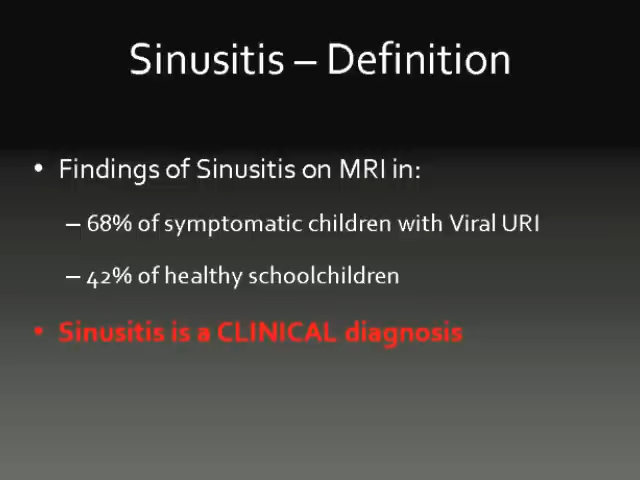 Sinusitis – Definition
• Findings of Sinusitis on MRI in:
– 68% of symptomatic children with Viral URI
– 42% of healthy schoolchildren
• Sinusitis is a CLINICAL diagnosis